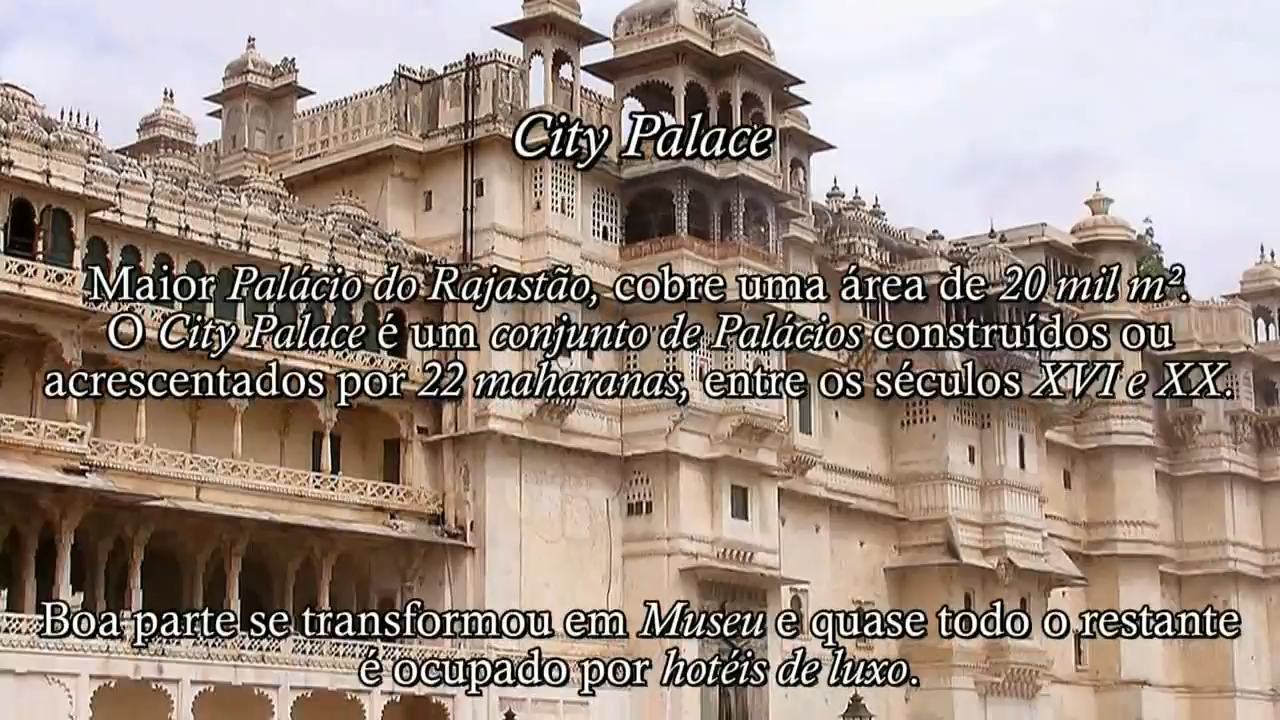 City Palace
Maior Palácio do Rajastão, cobre uma área de 20 mil m².
O City Palace é um conjunto de Palácios construídos ou
acrescentados por 22 maharanas, entre os séculos XVI e XX.
Boa parte se transformou em Museu e quase todo o restante
é ocupado por hotéis de luxo.